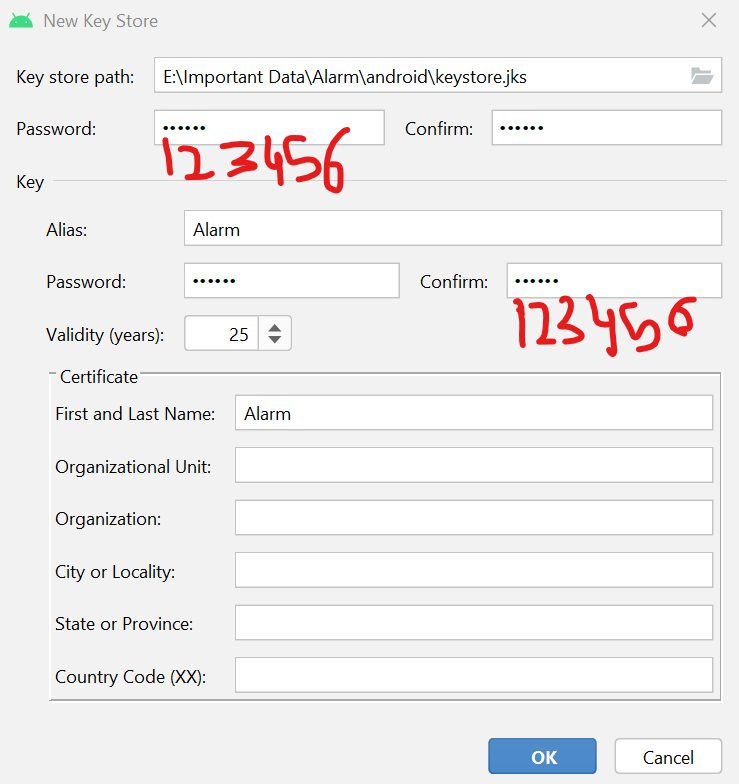 New Key Store
Key store path: E:\Important Data\Alarm\android\keystore.jks
Password: •••••• Confirm: ••••••
123456
Key
Alias: Alarm
Password: •••••• Confirm: ••••••
123456
Validity (years): 25
Certificate
First and Last Name: Alarm
Organizational Unit:
Organization:
City or Locality:
State or Province:
Country Code (XX):
OK Cancel